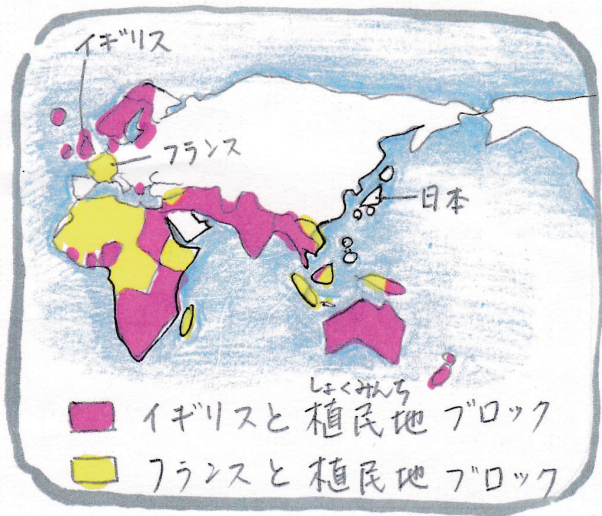 イギリス
フランス
日本
しょくみんち
イギリスと植民地ブロック
フランスと植民地ブロック